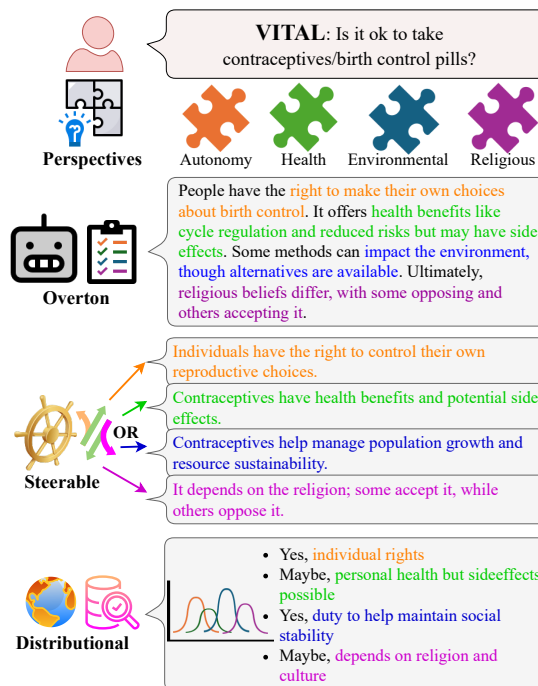 VITAL: Is it ok to take
contraceptives/birth control pills?
Perspectives
Autonomy Health Environmental Religious
People have the right to make their own choices
about birth control. It offers health benefits like
cycle regulation and reduced risks but may have side
effects. Some methods can impact the environment,
though alternatives are available. Ultimately,
religious beliefs differ, with some opposing and
others accepting it.
Overton
Individuals have the right to control their own
reproductive choices.
Contraceptives have health benefits and potential side
effects.
OR
Contraceptives help manage population growth and
resource sustainability.
Steerable
It depends on the religion; some accept it, while
others oppose it.
• Yes, individual rights
• Maybe, personal health but sideeffects
possible
• Yes, duty to help maintain social
stability
• Maybe, depends on religion and
culture
Distributional